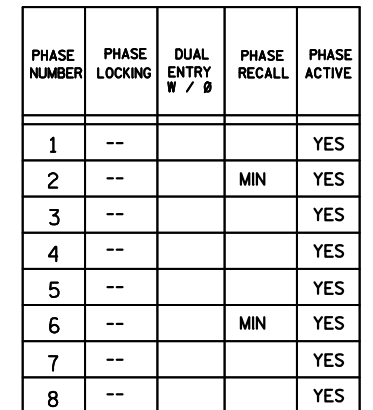 PHASE NUMBER PHASE LOCKING DUAL ENTRY W / Ø PHASE RECALL PHASE ACTIVE
1 -- YES
2 -- MIN YES
3 -- YES
4 -- YES
5 -- YES
6 -- MIN YES
7 -- YES
8 -- YES